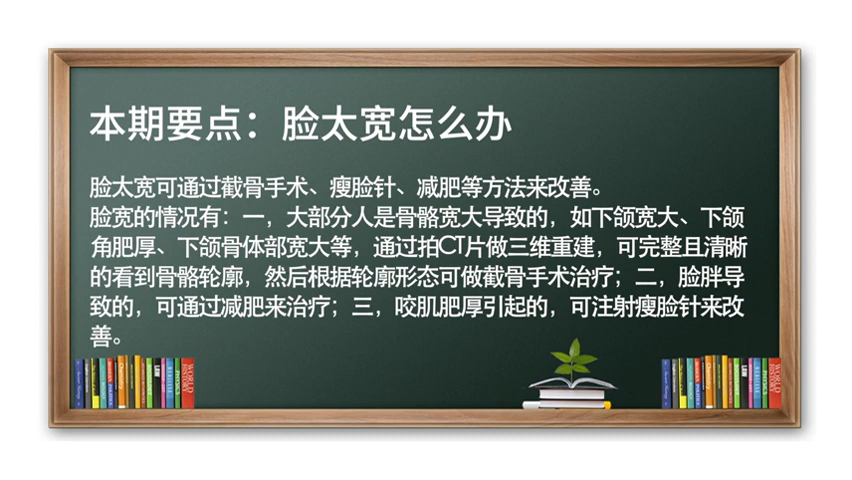 本期要点：脸太宽怎么办
脸太宽可通过截骨手术、瘦脸针、减肥等方法来改善。
脸宽的情况有：一，大部分人是骨骼宽大导致的，如下颌宽大、下颌
角肥厚、下颌骨体部宽大等，通过拍CT片做三维重建，可完整且清晰
的看到骨骼轮廓，然后根据轮廓形态可做截骨手术治疗；二，脸胖导
致的，可通过减肥来治疗；三，咬肌肥厚引起的，可注射瘦脸针来改
善。
WORLD HISTORY
WORLD HISTORY